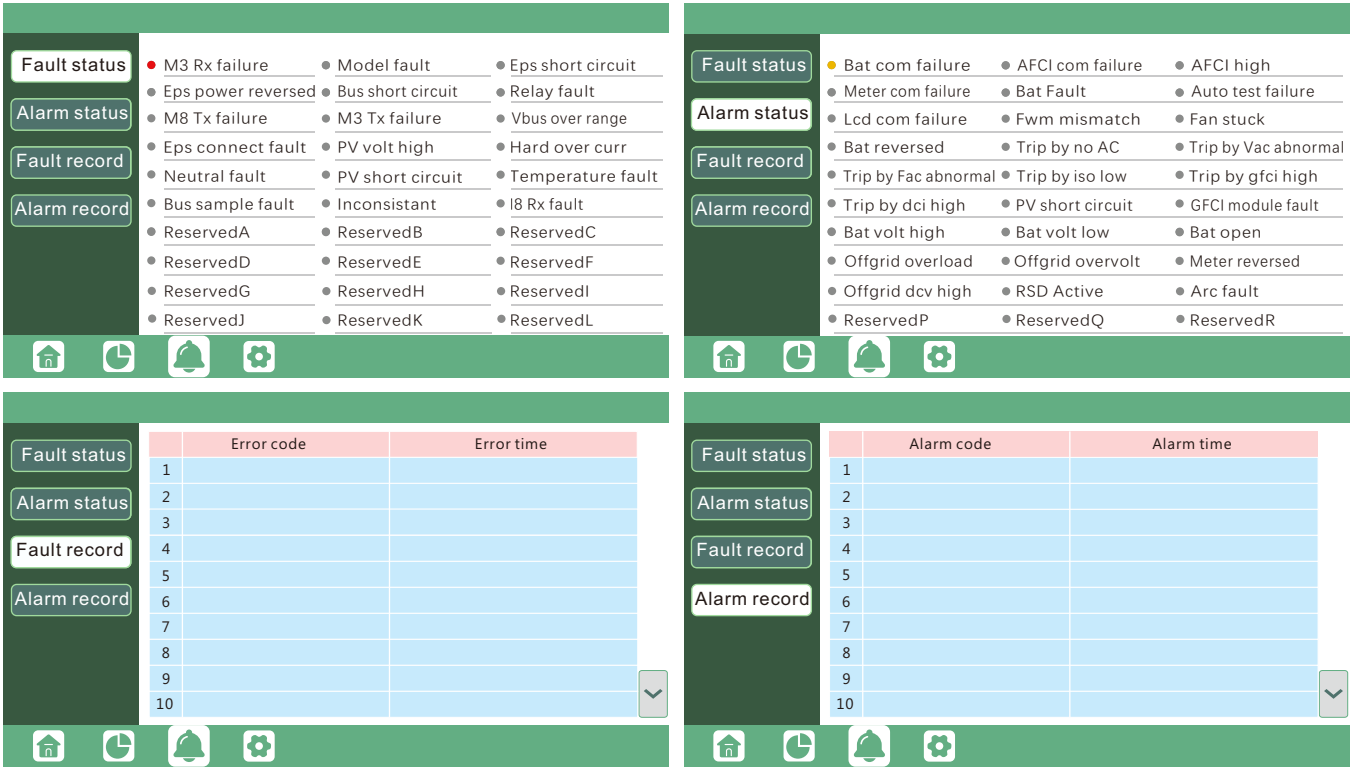 Fault status
Alarm status
Fault record
Alarm record
M3 Rx failure Model fault Eps short circuit
Eps power reversed Bus short circuit Relay fault
M8 Tx failure M3 Tx failure Vbus over range
Eps connect fault PV volt high Hard over curr
Neutral fault PV short circuit Temperature fault
Bus sample fault Inconsistant I8 Rx fault
ReservedA ReservedB ReservedC
ReservedD ReservedE ReservedF
ReservedG ReservedH ReservedI
ReservedJ ReservedK ReservedL
Fault status
Alarm status
Fault record
Alarm record
Bat com failure AFCI com failure AFCI high
Meter com failure Bat Fault Auto test failure
Lcd com failure Fwm mismatch Fan stuck
Bat reversed Trip by no AC Trip by Vac abnormal
Trip by Fac abnormal Trip by iso low Trip by gfci high
Trip by dci high PV short circuit GFCI module fault
Bat volt high Bat volt low Bat open
Offgrid overload Offgrid overvolt Meter reversed
Offgrid dcv high RSD Active Arc fault
ReservedP ReservedQ ReservedR
Fault status
Alarm status
Fault record
Alarm record
Error code Error time
1
2
3
4
5
6
7
8
9
10
Fault status
Alarm status
Fault record
Alarm record
Alarm code Alarm time
1
2
3
4
5
6
7
8
9
10